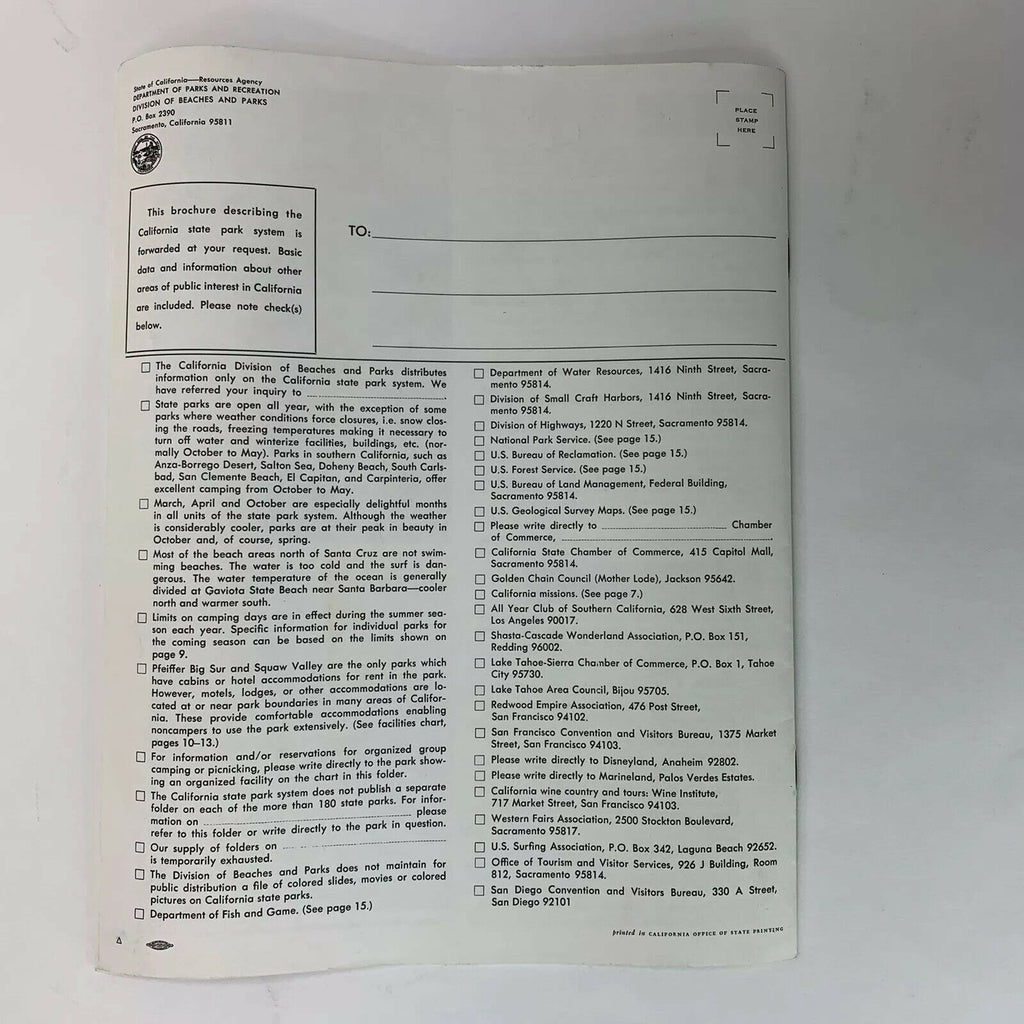 State of California—Resources Agency
DEPARTMENT OF PARKS AND RECREATION
DIVISION OF BEACHES AND PARKS
P.O. Box 2390
Sacramento, California 95811
PLACE
STAMP
HERE
This brochure describing the
California state park system is
forwarded at your request. Basic
data and information about other
areas of public interest in California
are included. Please note check(s)
below.
TO:
The California Division of Beaches and Parks distributes
information only on the California state park system. We
have referred your inquiry to
State parks are open all year, with the exception of some
parks where weather conditions force closures, i.e. snow clos-
ing the roads, freezing temperatures making it necessary to
turn off water and winterize facilities, buildings, etc. (nor-
mally October to May). Parks in southern California, such as
Anza-Borrego Desert, Salton Sea, Doheny Beach, South Carls-
bad, San Clemente Beach, El Capitan, and Carpinteria, offer
excellent camping from October to May.
March, April and October are especially delightful months
in all units of the state park system. Although the weather
is considerably cooler, parks are at their peak in beauty in
October and, of course, spring.
Most of the beach areas north of Santa Cruz are not swim-
ming beaches. The water is too cold and the surf is dan-
gerous. The water temperature of the ocean is generally
divided at Gaviota State Beach near Santa Barbara—cooler
north and warmer south.
Limits on camping days are in effect during the summer sea-
son each year. Specific information for individual parks for
the coming season can be based on the limits shown on
page 9.
Pfeiffer Big Sur and Squaw Valley are the only parks which
have cabins or hotel accommodations for rent in the park.
However, motels, lodges, or other accommodations are lo-
cated at or near park boundaries in many areas of Califor-
nia. These provide comfortable accommodations enabling
noncampers to use the park extensively. (See facilities chart,
pages 10–13.)
For information and/or reservations for organized group
camping or picnicking, please write directly to the park show-
ing an organized facility on the chart in this folder.
The California state park system does not publish a separate
folder on each of the more than 180 state parks. For infor-
mation on please
refer to this folder or write directly to the park in question.
Our supply of folders on
is temporarily exhausted.
The Division of Beaches and Parks does not maintain for
public distribution a file of colored slides, movies or colored
pictures on California state parks.
Department of Fish and Game. (See page 15.)
Department of Water Resources, 1416 Ninth Street, Sacra-
mento 95814.
Division of Small Craft Harbors, 1416 Ninth Street, Sacra-
mento 95814.
Division of Highways, 1220 N Street, Sacramento 95814.
National Park Service. (See page 15.)
U.S. Bureau of Reclamation. (See page 15.)
U.S. Forest Service. (See page 15.)
U.S. Bureau of Land Management, Federal Building,
Sacramento 95814.
U.S. Geological Survey Maps. (See page 15.)
Please write directly to Chamber
of Commerce,
California State Chamber of Commerce, 415 Capitol Mall,
Sacramento 95814.
Golden Chain Council (Mother Lode), Jackson 95642.
California missions. (See page 7.)
All Year Club of Southern California, 628 West Sixth Street,
Los Angeles 90017.
Shasta-Cascade Wonderland Association, P.O. Box 151,
Redding 96002.
Lake Tahoe-Sierra Chamber of Commerce, P.O. Box 1, Tahoe
City 95730.
Lake Tahoe Area Council, Bijou 95705.
Redwood Empire Association, 476 Post Street,
San Francisco 94102.
San Francisco Convention and Visitors Bureau, 1375 Market
Street, San Francisco 94103.
Please write directly to Disneyland, Anaheim 92802.
Please write directly to Marineland, Palos Verdes Estates.
California wine country and tours: Wine Institute,
717 Market Street, San Francisco 94103.
Western Fairs Association, 2500 Stockton Boulevard,
Sacramento 95817.
U.S. Surfing Association, P.O. Box 342, Laguna Beach 92652.
Office of Tourism and Visitor Services, 926 J Building, Room
812, Sacramento 95814.
San Diego Convention and Visitors Bureau, 330 A Street,
San Diego 92101
printed in CALIFORNIA OFFICE OF STATE PRINTING